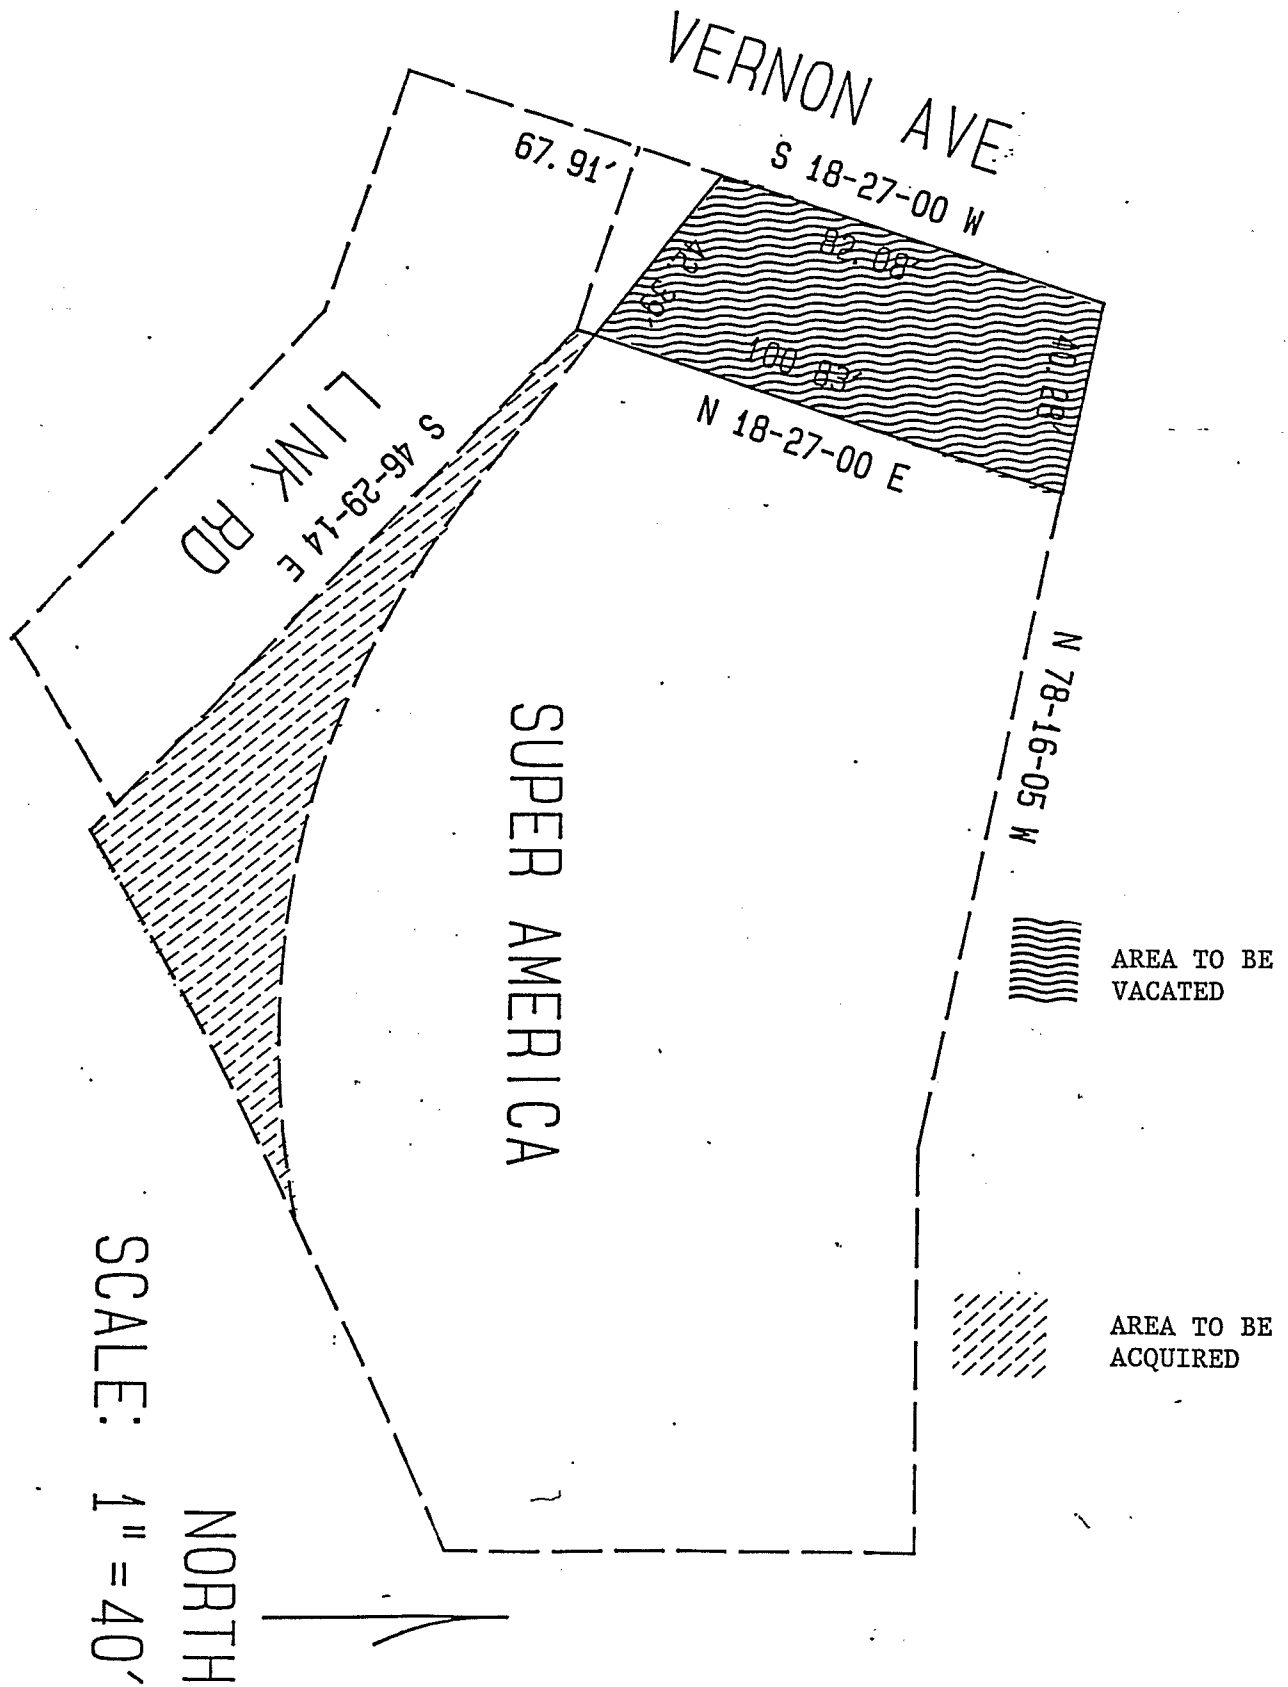 VERNON AVE
S 18-27-00 W
67.91'
82.08'
42.39'
100.83'
40.28'
N 18-27-00 E
LINK RD
S 46-29-14 E
N 78-16-05 W
SUPER AMERICA
AREA TO BE
VACATED
AREA TO BE
ACQUIRED
NORTH
SCALE: 1"=40'